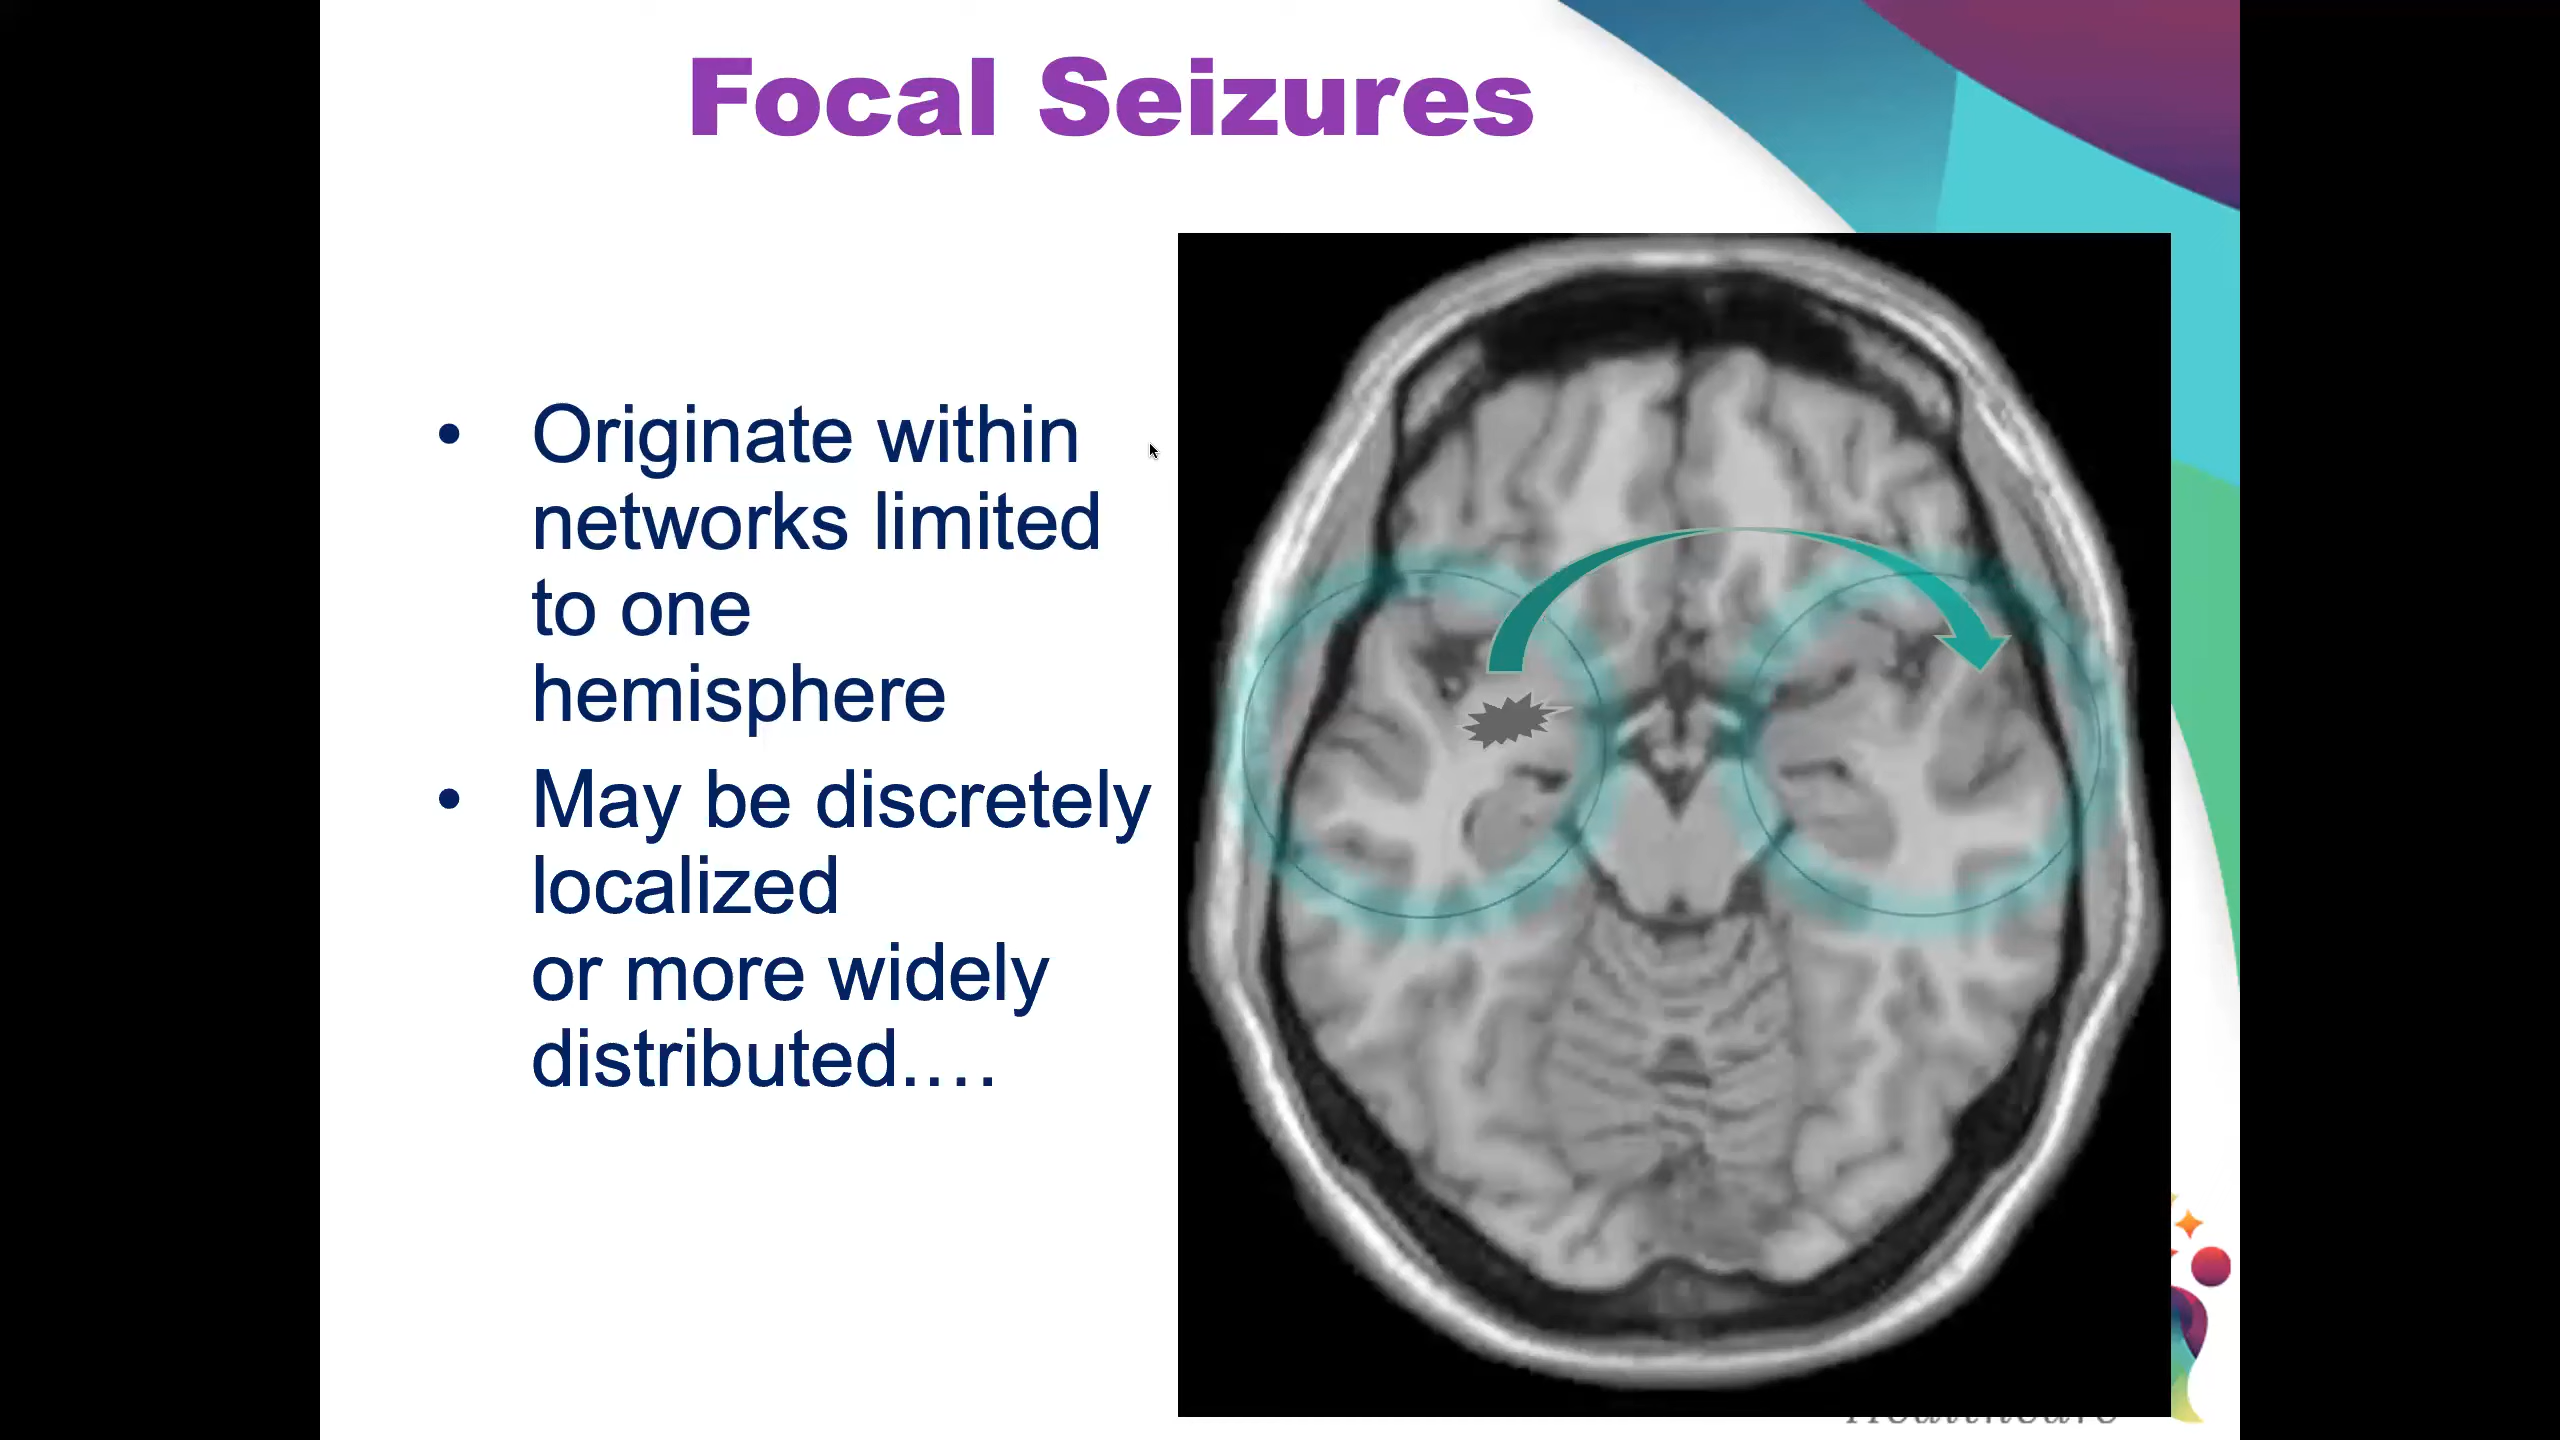 Focal Seizures
• Originate within
networks limited
to one
hemisphere
• May be discretely
localized
or more widely
distributed….